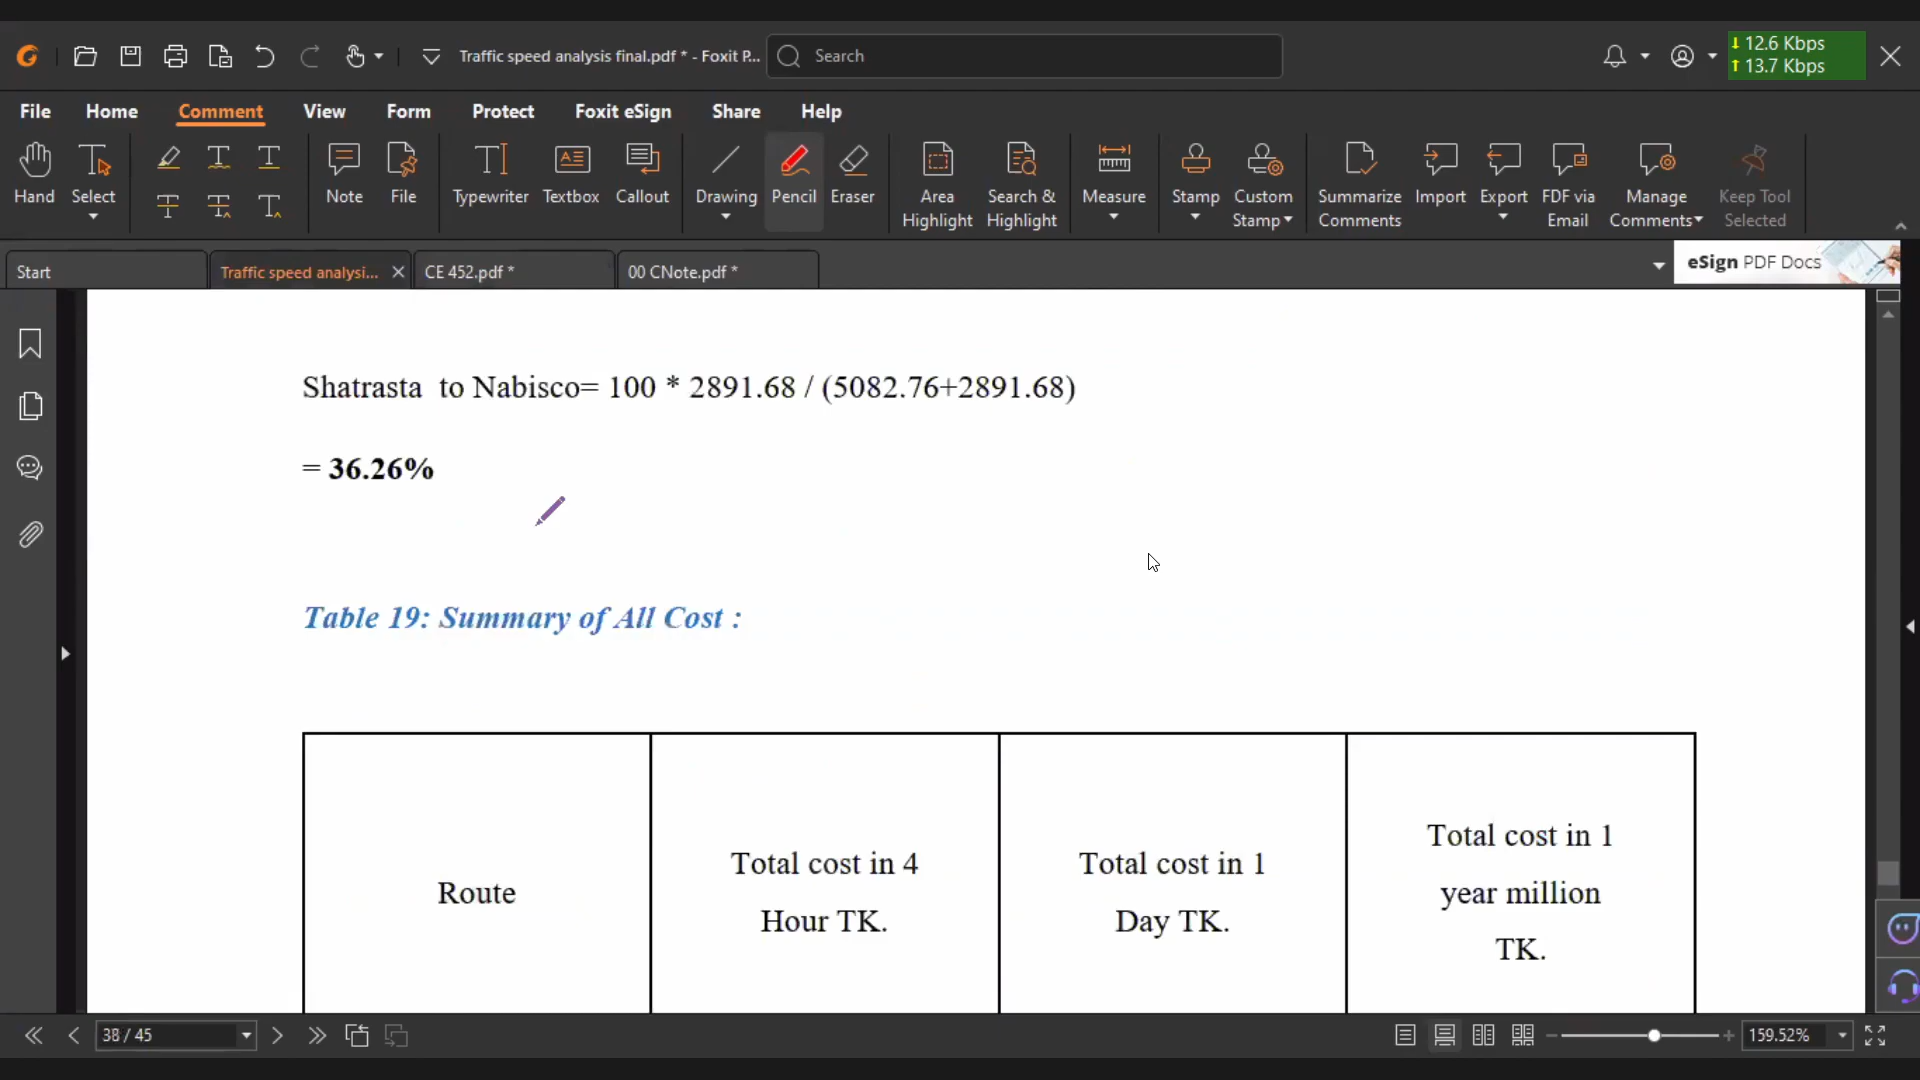 Traffic speed analysis final.pdf * - Foxit P...
Search
12.6 Kbps
13.7 Kbps
File Home Comment View Form Protect Foxit eSign Share Help
Hand
Select
Note
File
Typewriter
Textbox
Callout
Drawing
Pencil
Eraser
Area
Highlight
Search &
Highlight
Measure
Stamp
Custom
Stamp
Summarize
Comments
Import
Export
FDF via
Email
Manage
Comments
Keep Tool
Selected
Start
Traffic speed analysi...
CE 452.pdf *
00 CNote.pdf *
eSign PDF Docs
Shatrasta to Nabisco= 100 * 2891.68 / (5082.76+2891.68)
= 36.26%
Table 19: Summary of All Cost :
Route
Total cost in 4
Hour TK.
Total cost in 1
Day TK.
Total cost in 1
year million
TK.
38 / 45
159.52%